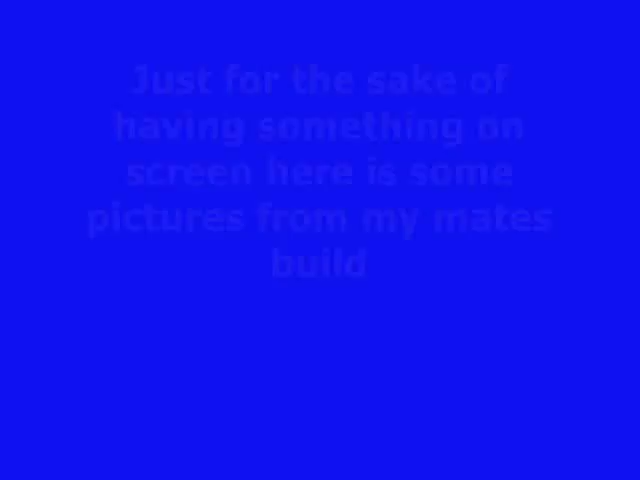 Just for the sake of
having something on
screen here is some
pictures from my mates
build